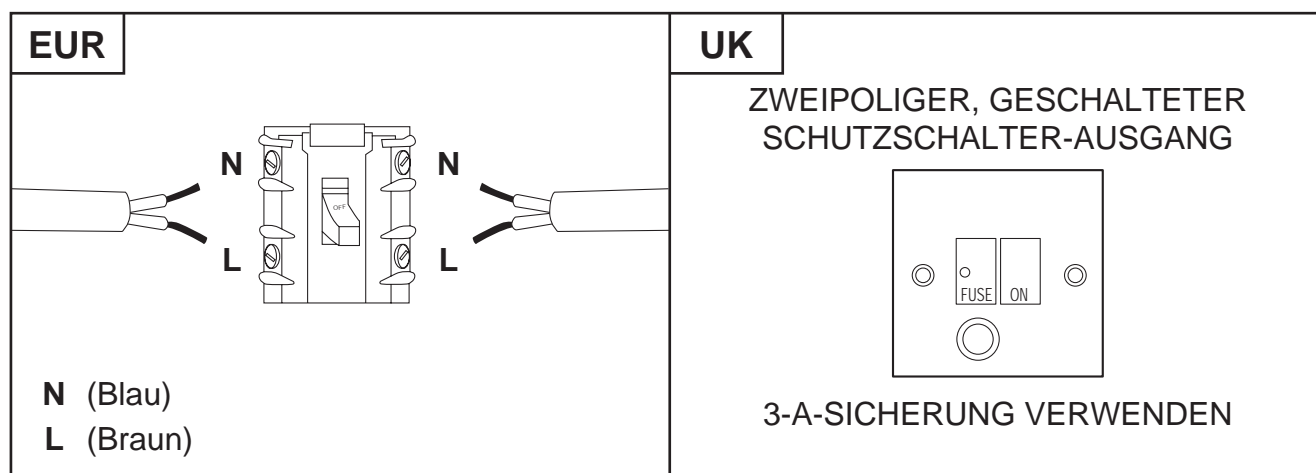 EUR
N
N
OFF
L
L
N (Blau)
L (Braun)
UK
ZWEIPOLIGER, GESCHALTETER
SCHUTZSCHALTER-AUSGANG
FUSE ON
3-A-SICHERUNG VERWENDEN